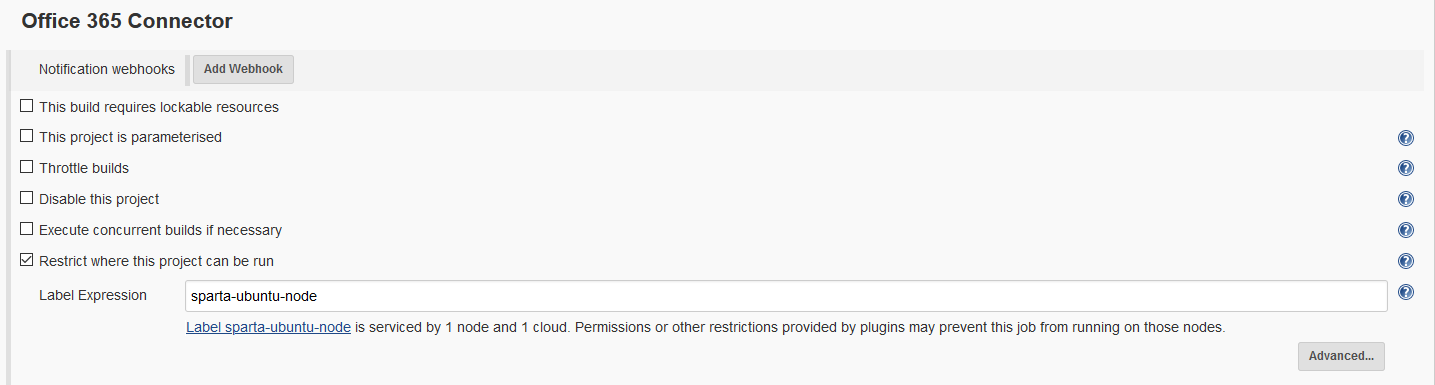 Office 365 Connector
Notification webhooks Add Webhook
This build requires lockable resources
This project is parameterised
Throttle builds
Disable this project
Execute concurrent builds if necessary
Restrict where this project can be run
Label Expression sparta-ubuntu-node
Label sparta-ubuntu-node is serviced by 1 node and 1 cloud. Permissions or other restrictions provided by plugins may prevent this job from running on those nodes.
Advanced...